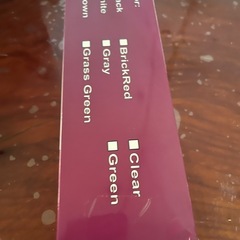 ■BrickRed ■Clear
■Gray ■Green
■Grass Green